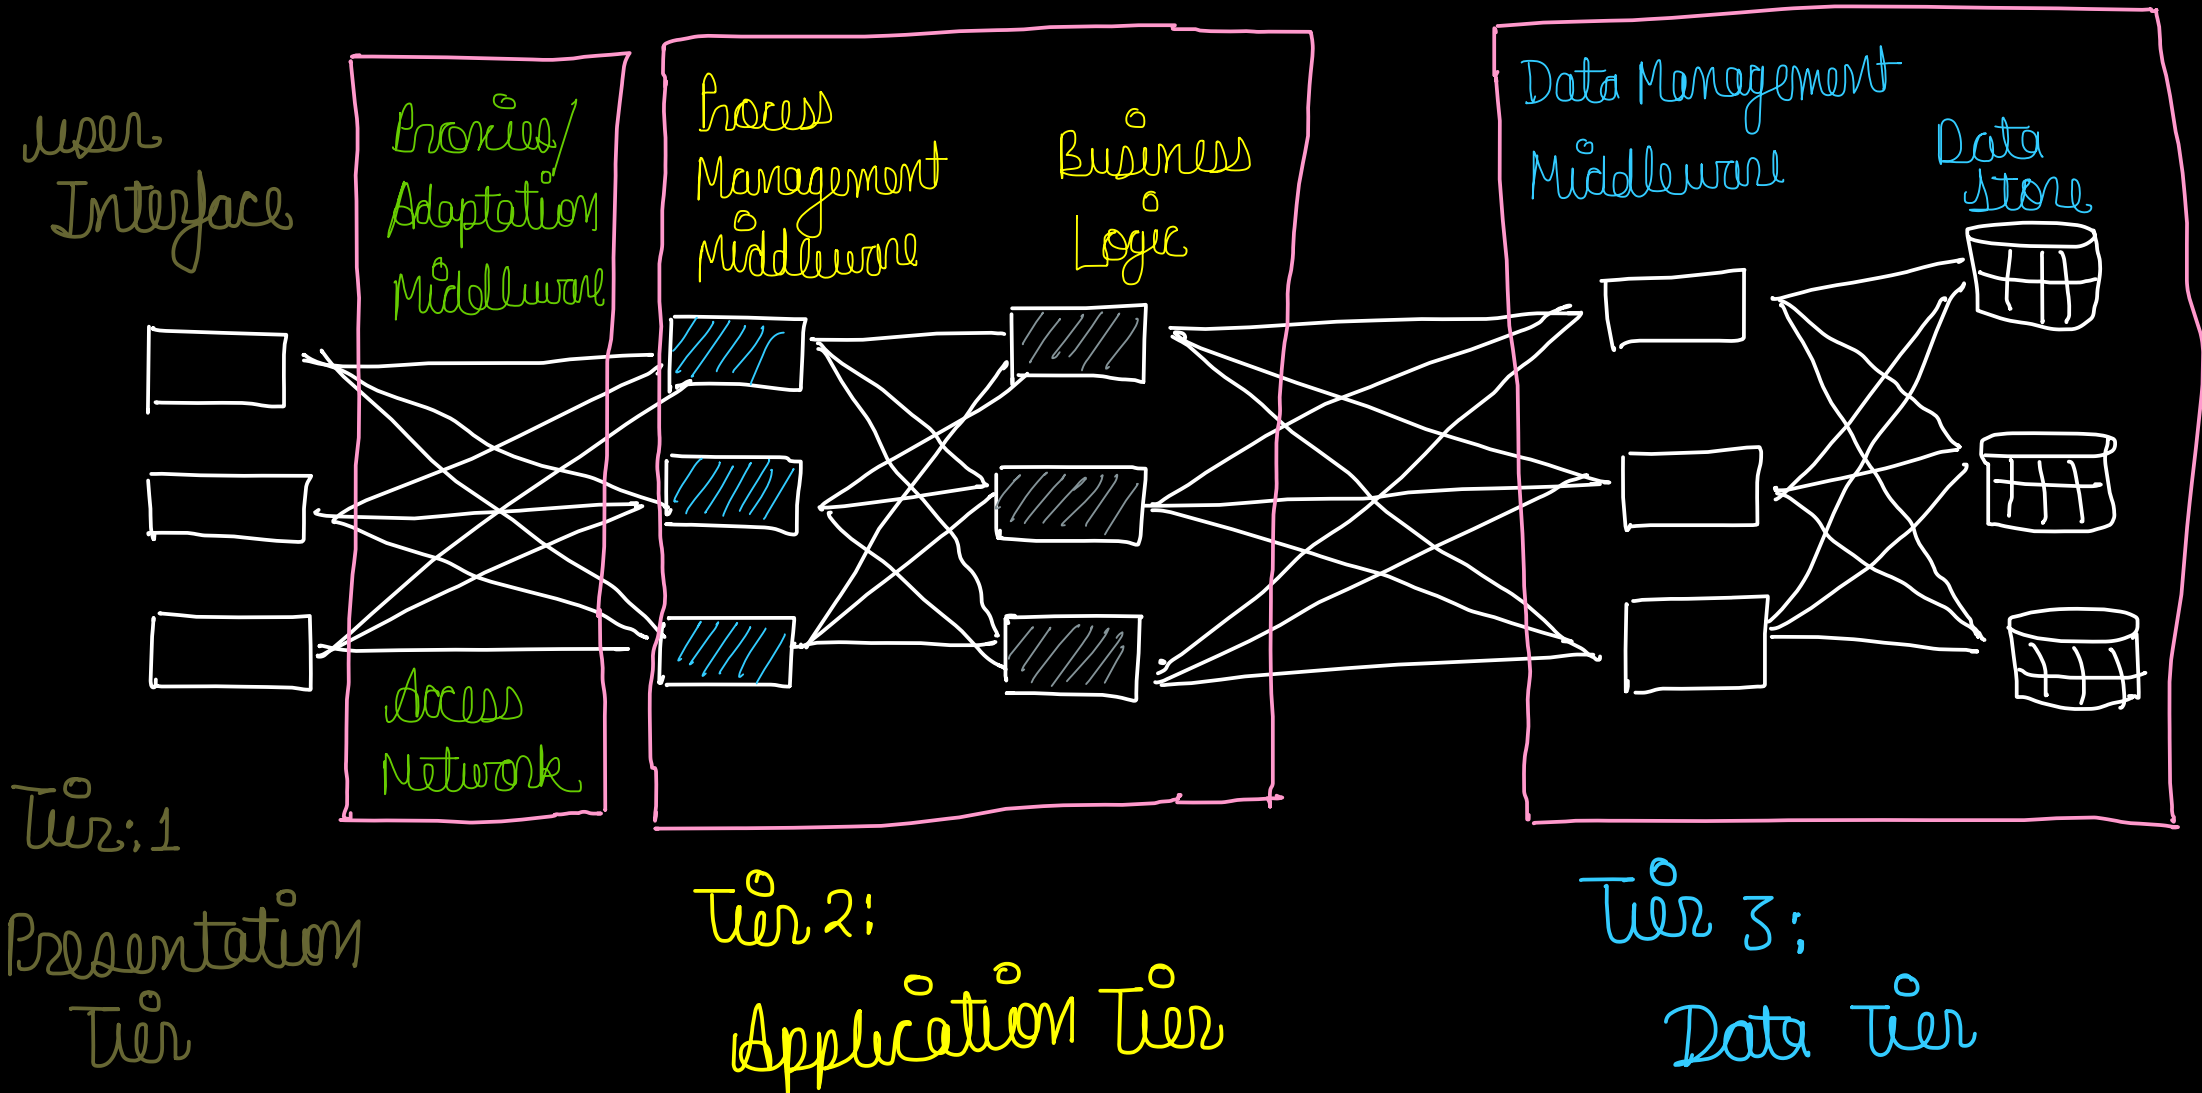 User
Interface
Proxies/
Adaptation
Middleware
Process
Management
Middleware
Business
Logic
Data Management
Middleware
Data
Store
Access
Network
Tier:1
Presentation
Tier
Tier 2:
Application Tier
Tier 3:
Data Tier